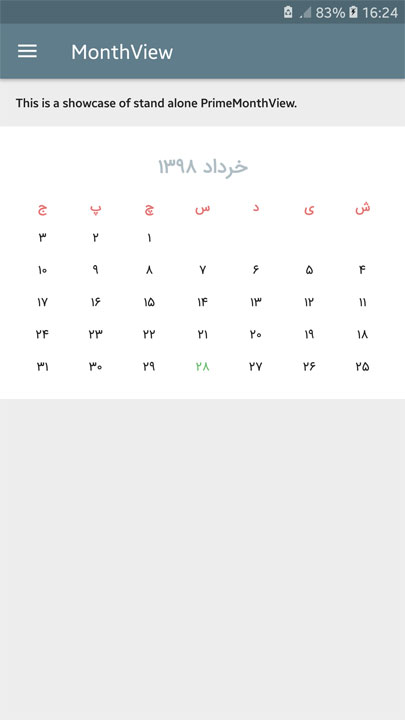 83% 16:24
MonthView
This is a showcase of stand alone PrimeMonthView.
خرداد ۱۳۹۸
ش ی د س چ پ ج
۱ ۲ ۳
۴ ۵ ۶ ۷ ۸ ۹ ۱۰
۱۱ ۱۲ ۱۳ ۱۴ ۱۵ ۱۶ ۱۷
۱۸ ۱۹ ۲۰ ۲۱ ۲۲ ۲۳ ۲۴
۲۵ ۲۶ ۲۷ ۲۸ ۲۹ ۳۰ ۳۱